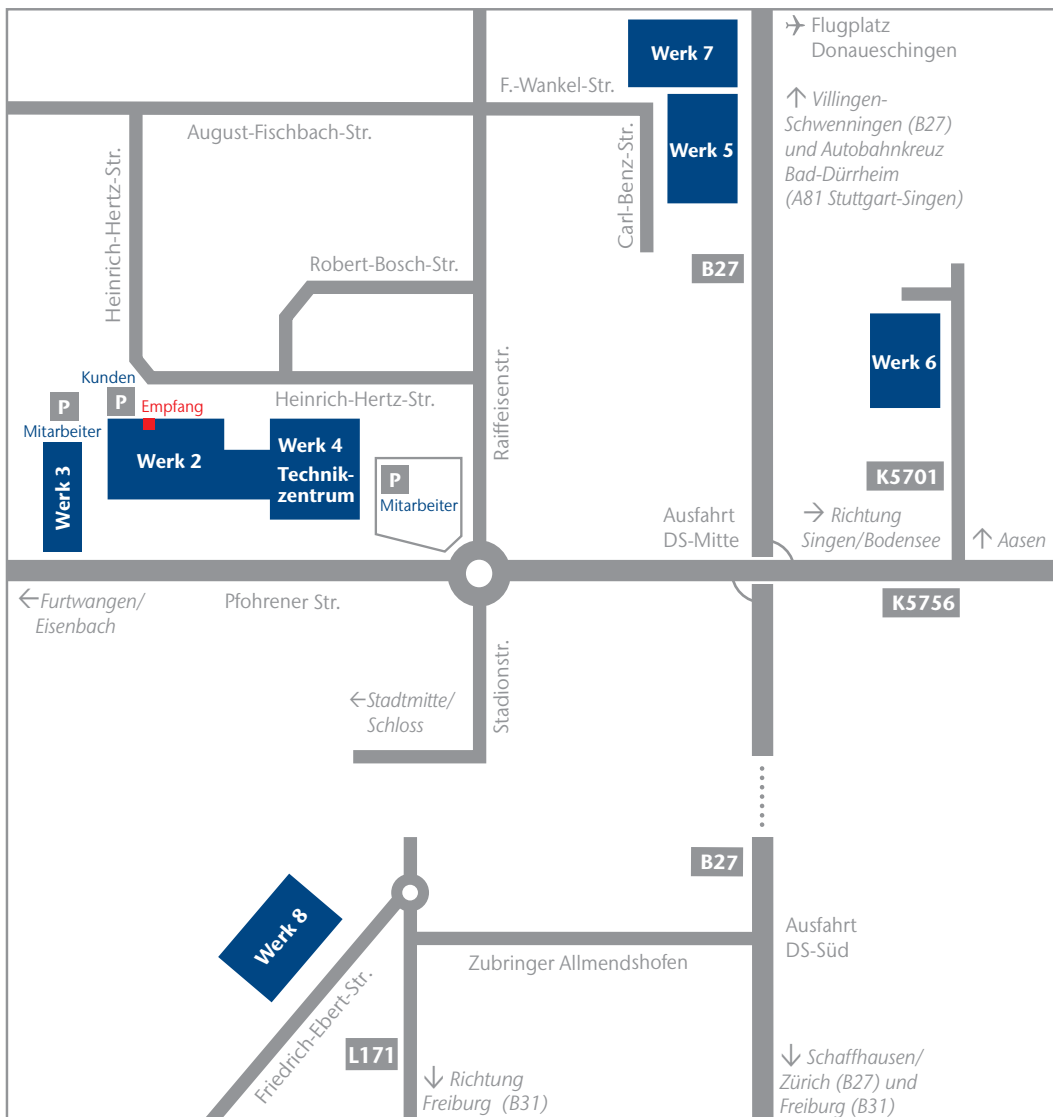 Flugplatz
Donaueschingen
Werk 7
F.-Wankel-Str.
Villingen-
Schwenningen (B27)
und Autobahnkreuz
Bad-Dürrheim
(A81 Stuttgart-Singen)
August-Fischbach-Str.
Werk 5
Carl-Benz-Str.
Heinrich-Hertz-Str.
Robert-Bosch-Str.
B27
Werk 6
Raiffeisenstr.
Kunden
P
P
Empfang
Heinrich-Hertz-Str.
Mitarbeiter
Werk 3
Werk 2
Werk 4
Technik-
zentrum
P
Mitarbeiter
K5701
Ausfahrt
DS-Mitte
Richtung
Singen/Bodensee
Aasen
Furtwangen/
Eisenbach
Pfohrener Str.
K5756
Stadtmitte/
Schloss
Stadionstr.
B27
Werk 8
Ausfahrt
DS-Süd
Zubringer Allmendshofen
Friedrich-Ebert-Str.
L171
Richtung
Freiburg (B31)
Schaffhausen/
Zürich (B27) und
Freiburg (B31)